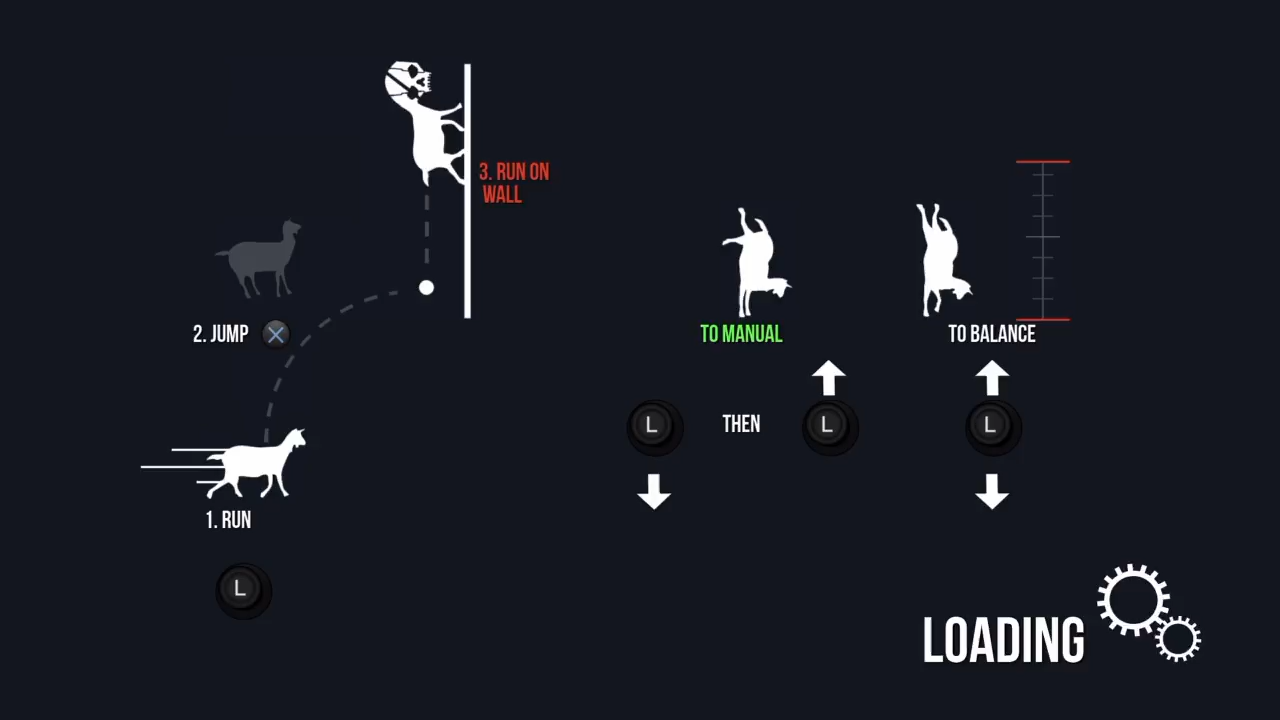 3. RUN ON
WALL
2. JUMP
1. RUN
L
TO MANUAL
L THEN L
TO BALANCE
L
LOADING